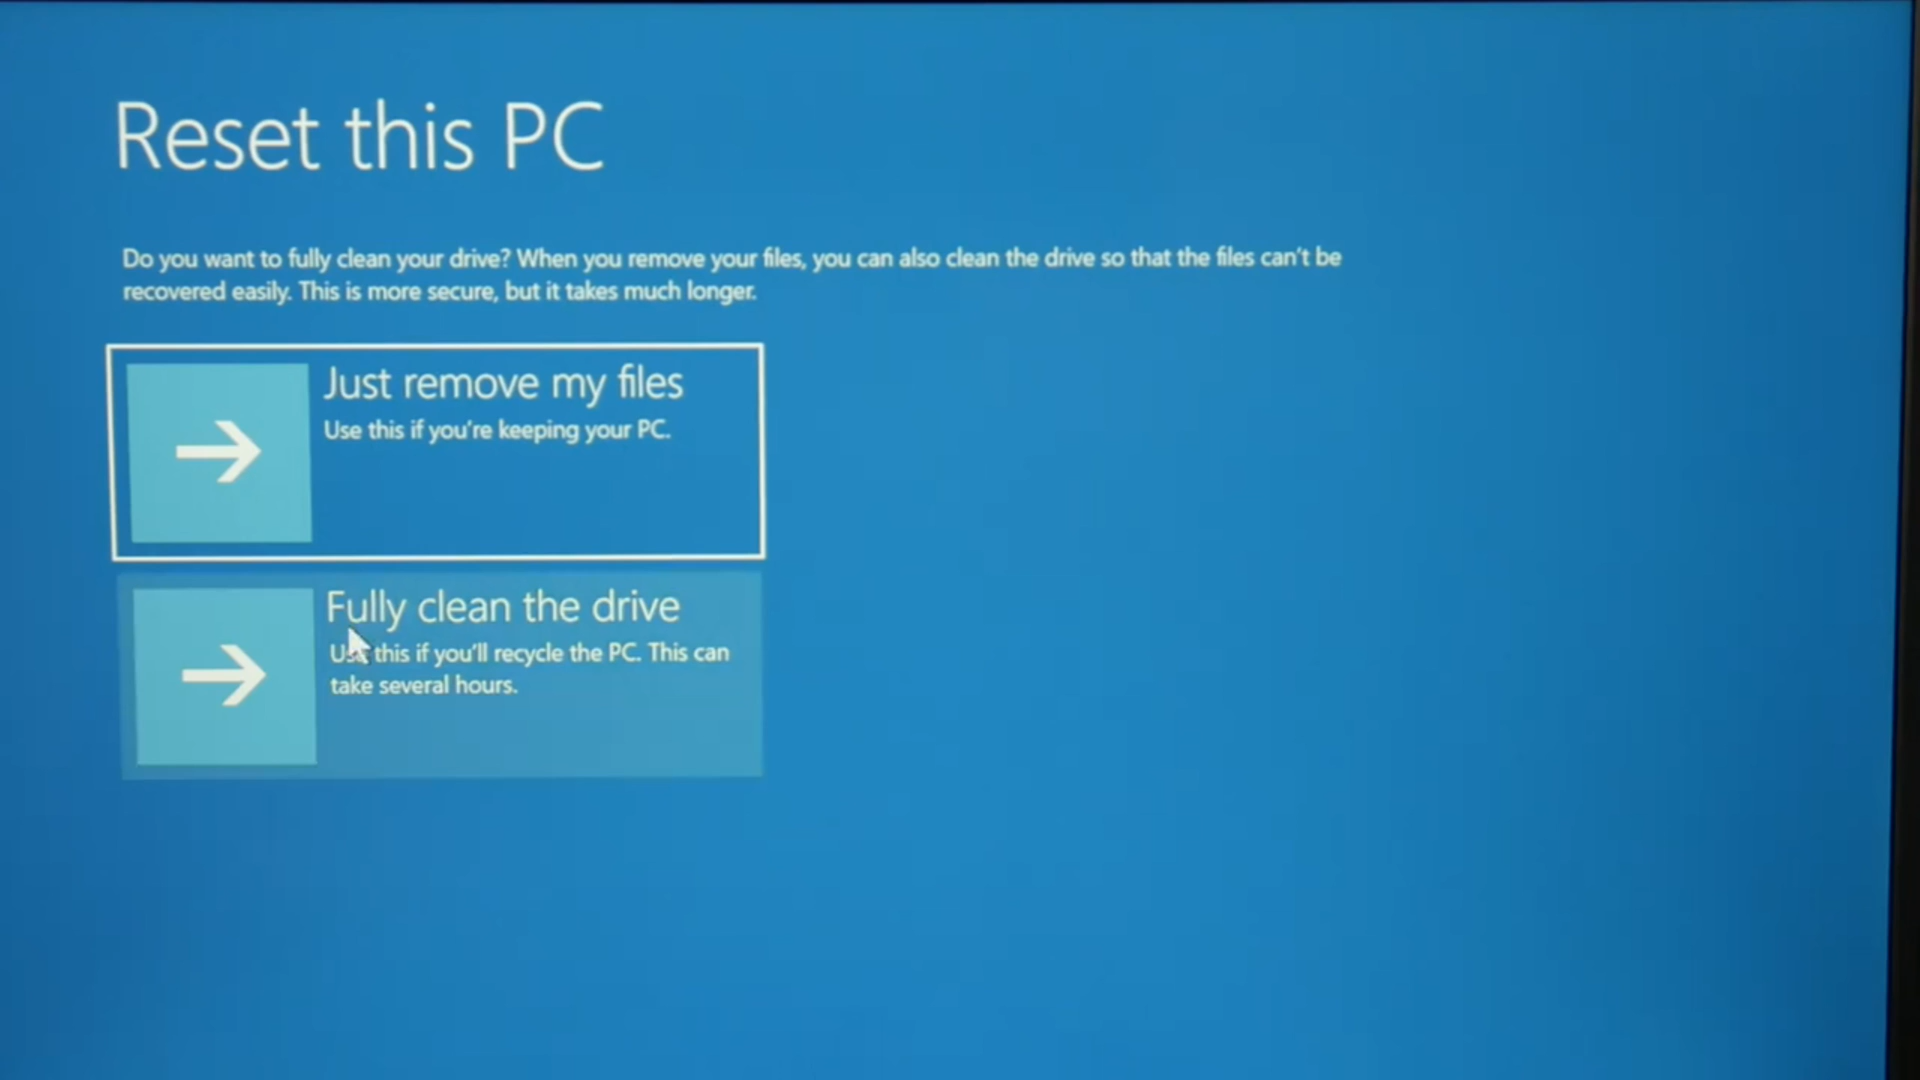 Reset this PC
Do you want to fully clean your drive? When you remove your files, you can also clean the drive so that the files can't be
recovered easily. This is more secure, but it takes much longer.
Just remove my files
Use this if you're keeping your PC.
Fully clean the drive
Use this if you'll recycle the PC. This can
take several hours.